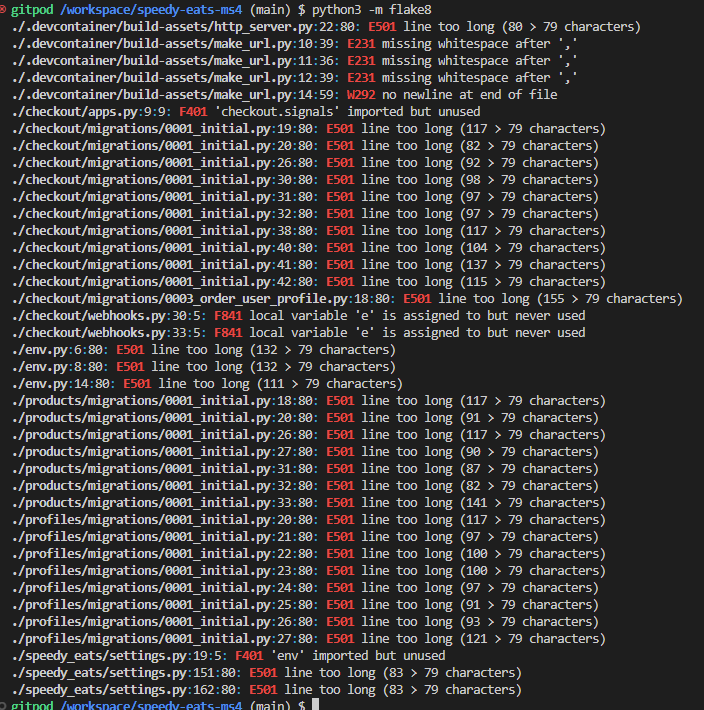 gitpod /workspace/speedy-eats-ms4 (main) $ python3 -m flake8
./.devcontainer/build-assets/http_server.py:22:80: E501 line too long (80 > 79 characters)
./.devcontainer/build-assets/make_url.py:10:39: E231 missing whitespace after ','
./.devcontainer/build-assets/make_url.py:11:36: E231 missing whitespace after ','
./.devcontainer/build-assets/make_url.py:12:39: E231 missing whitespace after ','
./.devcontainer/build-assets/make_url.py:14:59: W292 no newline at end of file
./checkout/apps.py:9:9: F401 'checkout.signals' imported but unused
./checkout/migrations/0001_initial.py:19:80: E501 line too long (117 > 79 characters)
./checkout/migrations/0001_initial.py:20:80: E501 line too long (82 > 79 characters)
./checkout/migrations/0001_initial.py:26:80: E501 line too long (92 > 79 characters)
./checkout/migrations/0001_initial.py:30:80: E501 line too long (98 > 79 characters)
./checkout/migrations/0001_initial.py:31:80: E501 line too long (97 > 79 characters)
./checkout/migrations/0001_initial.py:32:80: E501 line too long (97 > 79 characters)
./checkout/migrations/0001_initial.py:38:80: E501 line too long (117 > 79 characters)
./checkout/migrations/0001_initial.py:40:80: E501 line too long (104 > 79 characters)
./checkout/migrations/0001_initial.py:41:80: E501 line too long (137 > 79 characters)
./checkout/migrations/0001_initial.py:42:80: E501 line too long (115 > 79 characters)
./checkout/migrations/0003_order_user_profile.py:18:80: E501 line too long (155 > 79 characters)
./checkout/webhooks.py:30:5: F841 local variable 'e' is assigned to but never used
./checkout/webhooks.py:33:5: F841 local variable 'e' is assigned to but never used
./env.py:6:80: E501 line too long (132 > 79 characters)
./env.py:8:80: E501 line too long (132 > 79 characters)
./env.py:14:80: E501 line too long (111 > 79 characters)
./products/migrations/0001_initial.py:18:80: E501 line too long (117 > 79 characters)
./products/migrations/0001_initial.py:20:80: E501 line too long (91 > 79 characters)
./products/migrations/0001_initial.py:26:80: E501 line too long (117 > 79 characters)
./products/migrations/0001_initial.py:27:80: E501 line too long (90 > 79 characters)
./products/migrations/0001_initial.py:31:80: E501 line too long (87 > 79 characters)
./products/migrations/0001_initial.py:32:80: E501 line too long (82 > 79 characters)
./products/migrations/0001_initial.py:33:80: E501 line too long (141 > 79 characters)
./profiles/migrations/0001_initial.py:20:80: E501 line too long (117 > 79 characters)
./profiles/migrations/0001_initial.py:21:80: E501 line too long (97 > 79 characters)
./profiles/migrations/0001_initial.py:22:80: E501 line too long (100 > 79 characters)
./profiles/migrations/0001_initial.py:23:80: E501 line too long (100 > 79 characters)
./profiles/migrations/0001_initial.py:24:80: E501 line too long (97 > 79 characters)
./profiles/migrations/0001_initial.py:25:80: E501 line too long (91 > 79 characters)
./profiles/migrations/0001_initial.py:26:80: E501 line too long (93 > 79 characters)
./profiles/migrations/0001_initial.py:27:80: E501 line too long (121 > 79 characters)
./speedy_eats/settings.py:19:5: F401 'env' imported but unused
./speedy_eats/settings.py:151:80: E501 line too long (83 > 79 characters)
./speedy_eats/settings.py:162:80: E501 line too long (83 > 79 characters)
gitpod /workspace/speedy-eats-ms4 (main) $